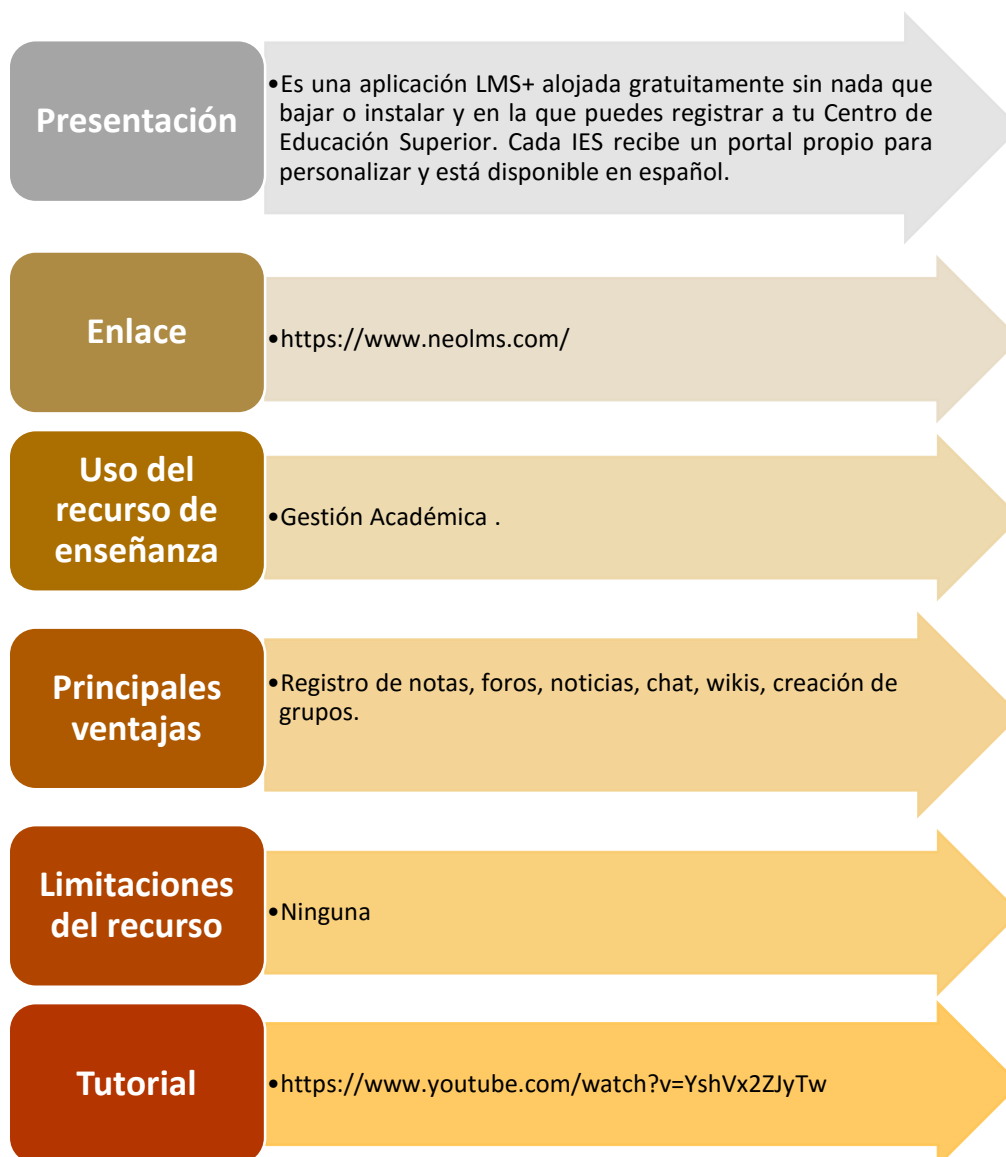 Presentación
•Es una aplicación LMS+ alojada gratuitamente sin nada que
bajar o instalar y en la que puedes registrar a tu Centro de
Educación Superior. Cada IES recibe un portal propio para
personalizar y está disponible en español.
Enlace
•https://www.neolms.com/
Uso del
recurso de
enseñanza
•Gestión Académica .
Principales
ventajas
•Registro de notas, foros, noticias, chat, wikis, creación de
grupos.
Limitaciones
del recurso
•Ninguna
Tutorial
•https://www.youtube.com/watch?v=YshVx2ZJyTw